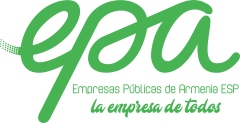 epa
Empresas Públicas de Armenia ESP
la empresa de todos